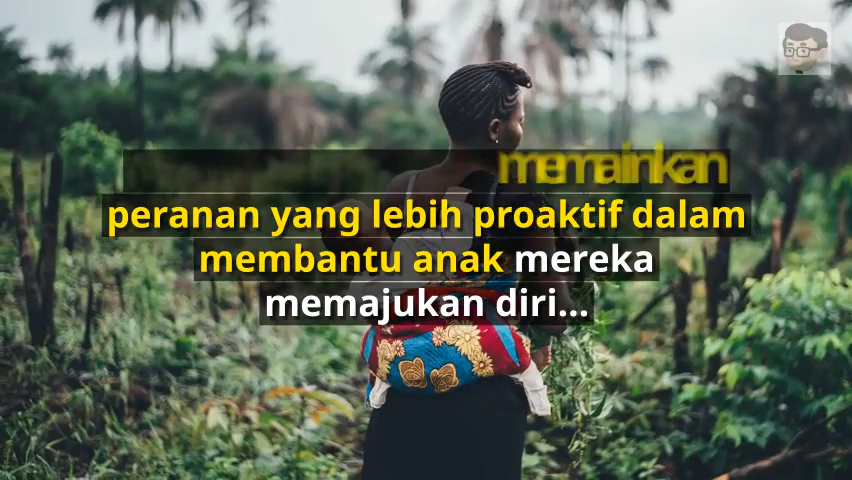 memainkan
peranan yang lebih proaktif dalam
membantu anak mereka
memajukan diri...